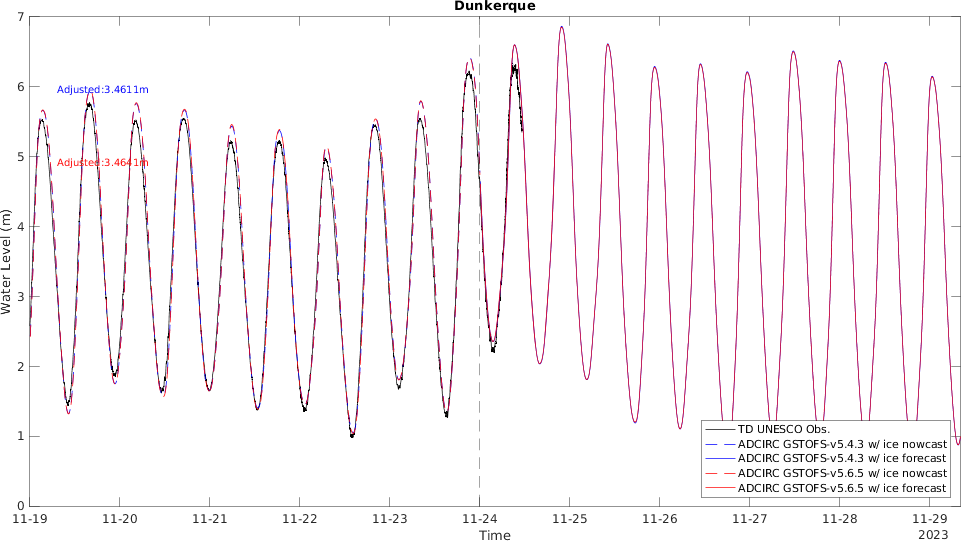 Dunkerque
7
6
5
4
3
2
1
0
Water Level (m)
Adjusted:3.4611m
Adjusted:3.4641m
TD UNESCO Obs.
ADCIRC GSTOFS-v5.4.3 w/ ice nowcast
ADCIRC GSTOFS-v5.4.3 w/ ice forecast
ADCIRC GSTOFS-v5.6.5 w/ ice nowcast
ADCIRC GSTOFS-v5.6.5 w/ ice forecast
11-19 11-20 11-21 11-22 11-23 11-24 11-25 11-26 11-27 11-28 11-29
Time
2023